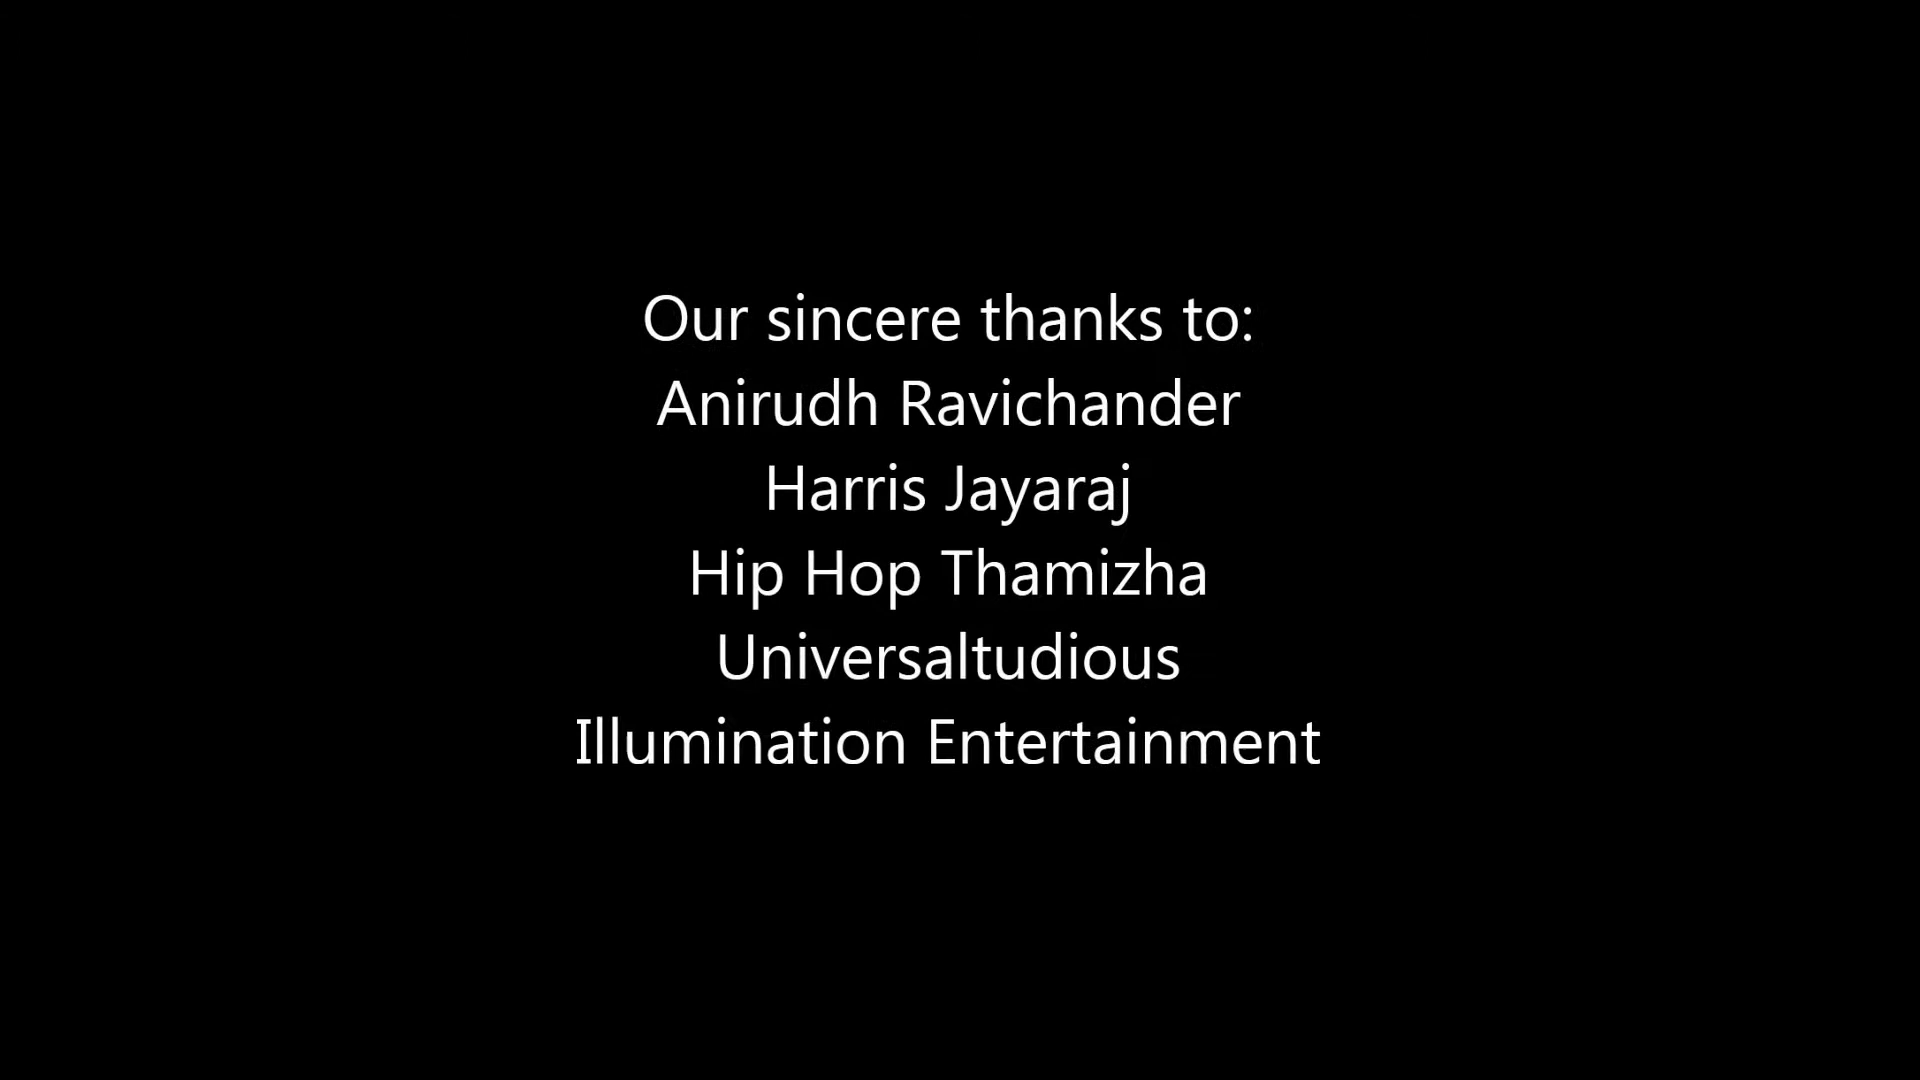 Our sincere thanks to:
Anirudh Ravichander
Harris Jayaraj
Hip Hop Thamizha
Universaltudious
Illumination Entertainment